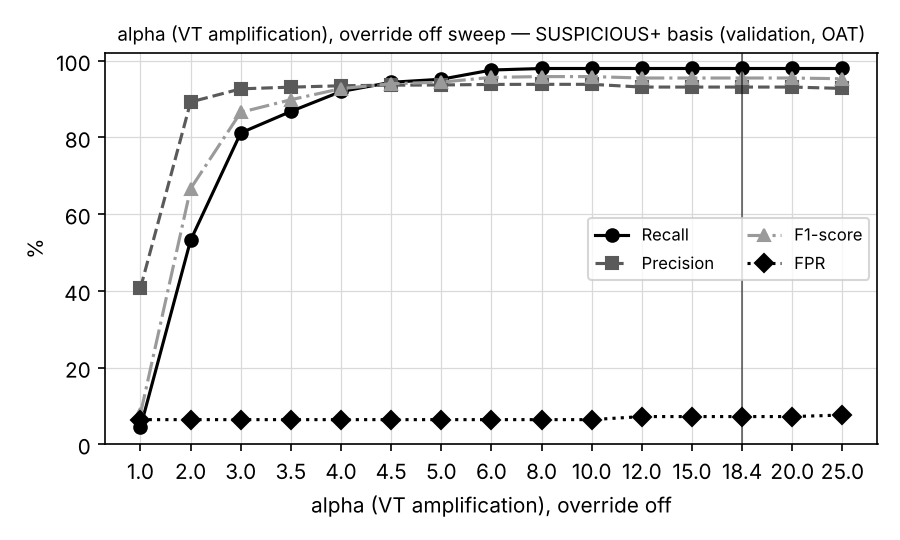 alpha (VT amplification), override off sweep — SUSPICIOUS+ basis (validation, OAT)
100
80
60
40
20
0
%
Recall
Precision
F1-score
FPR
1.0 2.0 3.0 3.5 4.0 4.5 5.0 6.0 8.0 10.0 12.0 15.0 18.4 20.0 25.0
alpha (VT amplification), override off